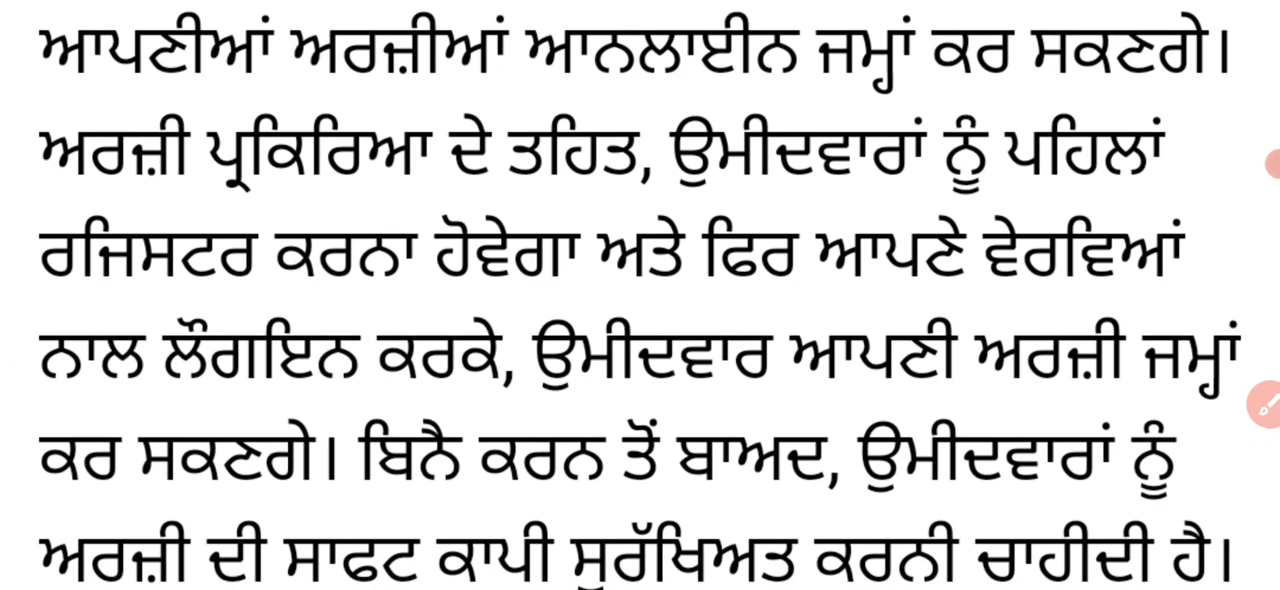 ਆਪਣੀਆਂ ਅਰਜ਼ੀਆਂ ਆਨਲਾਈਨ ਜਮ੍ਹਾਂ ਕਰ ਸਕਣਗੇ।
ਅਰਜ਼ੀ ਪ੍ਰਕਿਰਿਆ ਦੇ ਤਹਿਤ, ਉਮੀਦਵਾਰਾਂ ਨੂੰ ਪਹਿਲਾਂ
ਰਜਿਸਟਰ ਕਰਨਾ ਹੋਵੇਗਾ ਅਤੇ ਫਿਰ ਆਪਣੇ ਵੇਰਵਿਆਂ
ਨਾਲ ਲੌਗਇਨ ਕਰਕੇ, ਉਮੀਦਵਾਰ ਆਪਣੀ ਅਰਜ਼ੀ ਜਮ੍ਹਾਂ
ਕਰ ਸਕਣਗੇ। ਬਿਨੈ ਕਰਨ ਤੋਂ ਬਾਅਦ, ਉਮੀਦਵਾਰਾਂ ਨੂੰ
ਅਰਜ਼ੀ ਦੀ ਸਾਫਟ ਕਾਪੀ ਸੁਰੱਖਿਅਤ ਕਰਨੀ ਚਾਹੀਦੀ ਹੈ।